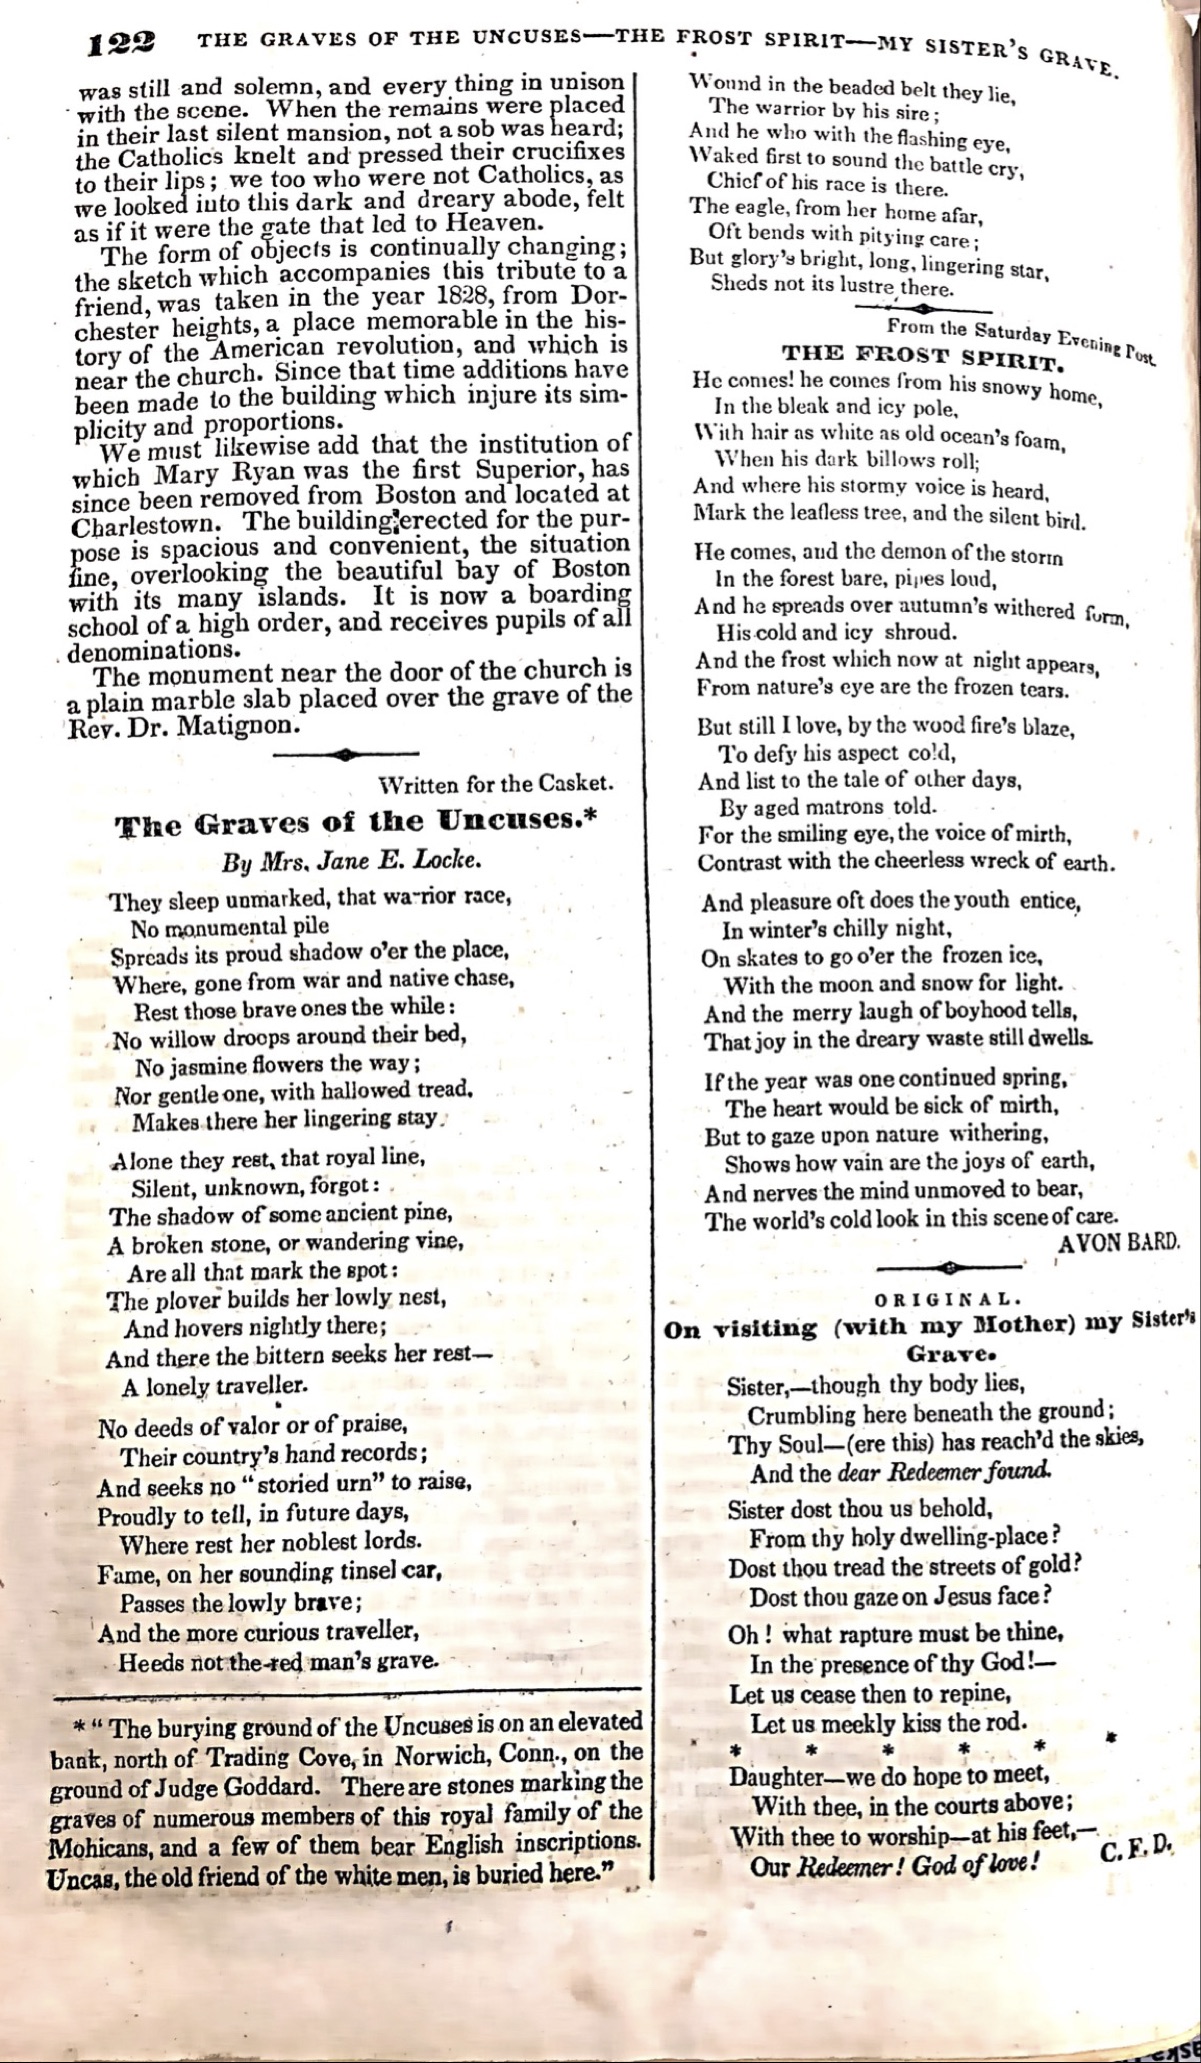 122 THE GRAVES OF THE UNCUSES—THE FROST SPIRIT—MY SISTER'S GRAVE.
was still and solemn, and every thing in unison
with the scene. When the remains were placed
in their last silent mansion, not a sob was heard;
the Catholics knelt and pressed their crucifixes
to their lips; we too who were not Catholics, as
we looked iuto this dark and dreary abode, felt
as if it were the gate that led to Heaven.
The form of objects is continually changing;
the sketch which accompanies this tribute to a
friend, was taken in the year 1828, from Dor-
chester heights, a place memorable in the his-
tory of the American revolution, and which is
near the church. Since that time additions have
been made to the building which injure its sim-
plicity and proportions.
We must likewise add that the institution of
which Mary Ryan was the first Superior, has
since been removed from Boston and located at
Charlestown. The building erected for the pur-
pose is spacious and convenient, the situation
fine, overlooking the beautiful bay of Boston
with its many islands. It is now a boarding
school of a high order, and receives pupils of all
denominations.
The monument near the door of the church is
a plain marble slab placed over the grave of the
Rev. Dr. Matignon.
Written for the Casket.
The Graves of the Uncuses.*
By Mrs. Jane E. Locke.
They sleep unmarked, that warrior race,
No monumental pile
Spreads its proud shadow o'er the place,
Where, gone from war and native chase,
Rest those brave ones the while:
No willow droops around their bed,
No jasmine flowers the way;
Nor gentle one, with hallowed tread,
Makes there her lingering stay.
Alone they rest, that royal line,
Silent, unknown, forgot:
The shadow of some ancient pine,
A broken stone, or wandering vine,
Are all that mark the spot:
The plover builds her lowly nest,
And hovers nightly there;
And there the bittern seeks her rest—
A lonely traveller.
No deeds of valor or of praise,
Their country's hand records;
And seeks no "storied urn" to raise,
Proudly to tell, in future days,
Where rest her noblest lords.
Fame, on her sounding tinsel car,
Passes the lowly brave;
And the more curious traveller,
Heeds not the red man's grave.
* "The burying ground of the Uncuses is on an elevated
bank, north of Trading Cove, in Norwich, Conn., on the
ground of Judge Goddard. There are stones marking the
graves of numerous members of this royal family of the
Mohicans, and a few of them bear English inscriptions.
Uncas, the old friend of the white men, is buried here."
Wound in the beaded belt they lie,
The warrior by his sire;
And he who with the flashing eye,
Waked first to sound the battle cry,
Chief of his race is there.
The eagle, from her home afar,
Oft bends with pitying care;
But glory's bright, long, lingering star,
Sheds not its lustre there.
From the Saturday Evening Post.
THE FROST SPIRIT.
He comes! he comes from his snowy home,
In the bleak and icy pole,
With hair as white as old ocean's foam,
When his dark billows roll;
And where his stormy voice is heard,
Mark the leafless tree, and the silent bird.
He comes, and the demon of the storm
In the forest bare, pipes loud,
And he spreads over autumn's withered form,
His cold and icy shroud.
And the frost which now at night appears,
From nature's eye are the frozen tears.
But still I love, by the wood fire's blaze,
To defy his aspect cold,
And list to the tale of other days,
By aged matrons told.
For the smiling eye, the voice of mirth,
Contrast with the cheerless wreck of earth.
And pleasure oft does the youth entice,
In winter's chilly night,
On skates to go o'er the frozen ice,
With the moon and snow for light.
And the merry laugh of boyhood tells,
That joy in the dreary waste still dwells.
If the year was one continued spring,
The heart would be sick of mirth,
But to gaze upon nature withering,
Shows how vain are the joys of earth,
And nerves the mind unmoved to bear,
The world's cold look in this scene of care.
AVON BARD.
ORIGINAL.
On visiting (with my Mother) my Sister's
Grave.
Sister,—though thy body lies,
Crumbling here beneath the ground;
Thy Soul—(ere this) has reach'd the skies,
And the dear Redeemer found.
Sister dost thou us behold,
From thy holy dwelling-place?
Dost thou tread the streets of gold?
Dost thou gaze on Jesus face?
Oh! what rapture must be thine,
In the presence of thy God!—
Let us cease then to repine,
Let us meekly kiss the rod.
* * * * * *
Daughter—we do hope to meet,
With thee, in the courts above;
With thee to worship—at his feet,—
Our Redeemer! God of love!
C. F. D.